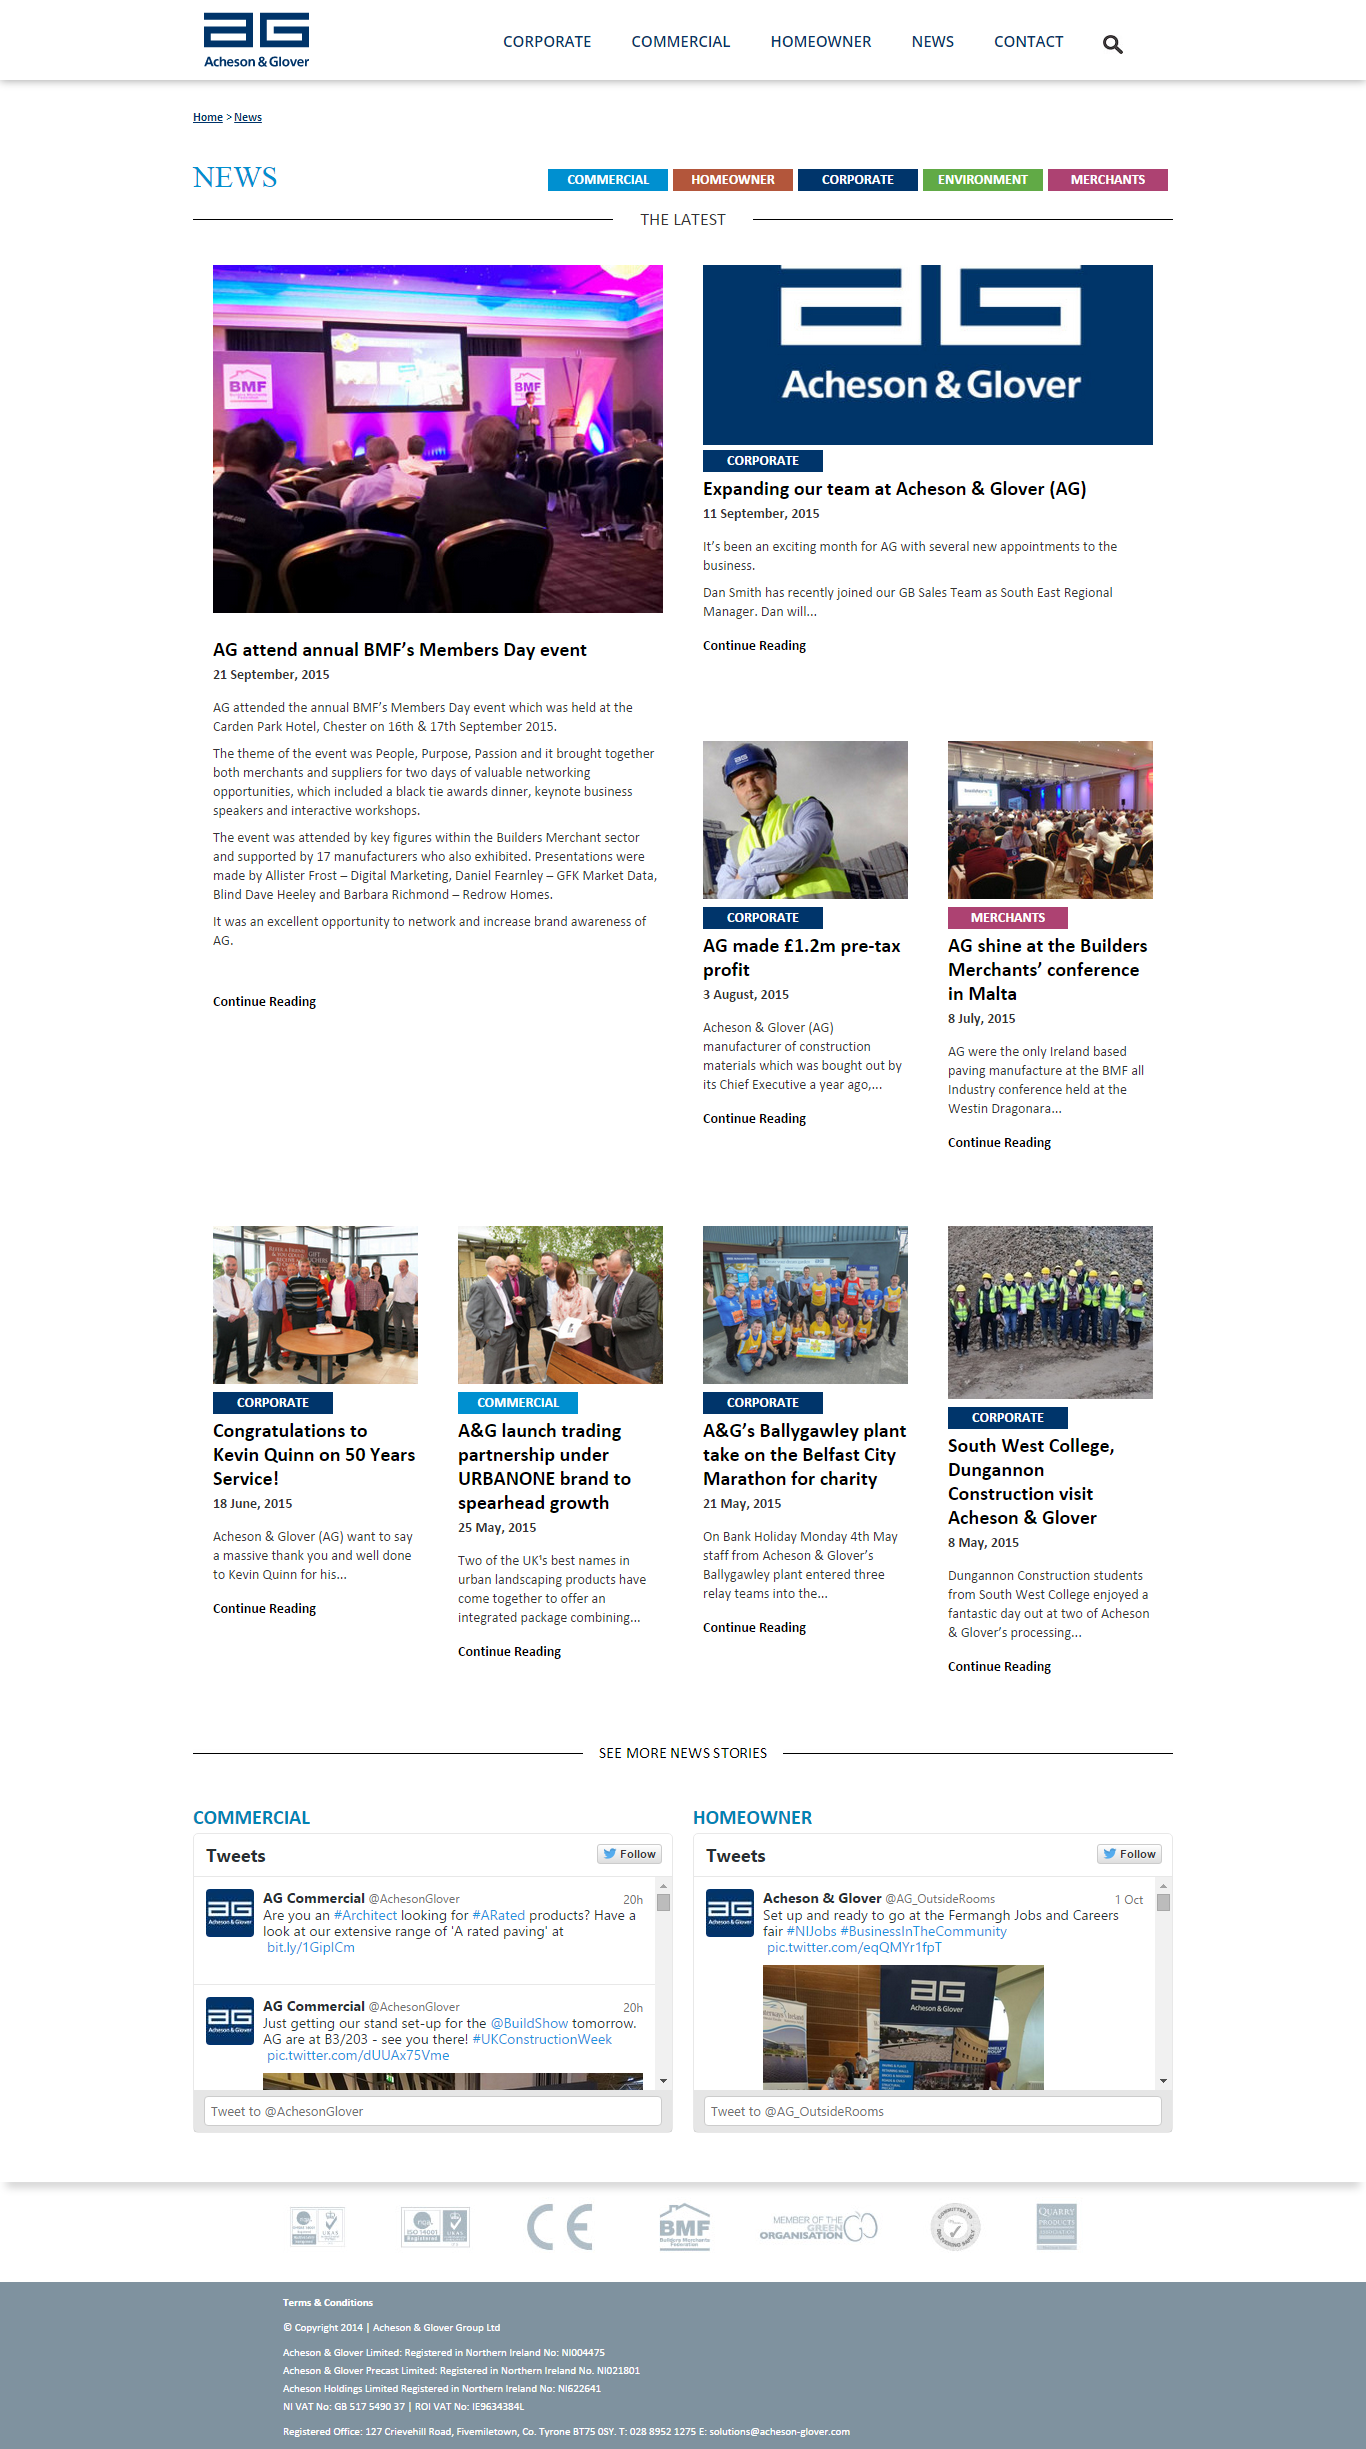 Acheson & Glover
CORPORATE COMMERCIAL HOMEOWNER NEWS CONTACT
Home > News
NEWS
COMMERCIAL HOMEOWNER CORPORATE ENVIRONMENT MERCHANTS
THE LATEST
BMF
BMF
AG attend annual BMF’s Members Day event
21 September, 2015
AG attended the annual BMF’s Members Day event which was held at the
Carden Park Hotel, Chester on 16th & 17th September 2015.
The theme of the event was People, Purpose, Passion and it brought together
both merchants and suppliers for two days of valuable networking
opportunities, which included a black tie awards dinner, keynote business
speakers and interactive workshops.
The event was attended by key figures within the Builders Merchant sector
and supported by 17 manufacturers who also exhibited. Presentations were
made by Allister Frost – Digital Marketing, Daniel Fearnley – GFK Market Data,
Blind Dave Heeley and Barbara Richmond – Redrow Homes.
It was an excellent opportunity to network and increase brand awareness of
AG.
Continue Reading
Acheson & Glover
CORPORATE
Expanding our team at Acheson & Glover (AG)
11 September, 2015
It’s been an exciting month for AG with several new appointments to the
business.
Dan Smith has recently joined our GB Sales Team as South East Regional
Manager. Dan will...
Continue Reading
CORPORATE
AG made £1.2m pre-tax
profit
3 August, 2015
Acheson & Glover (AG)
manufacturer of construction
materials which was bought out by
its Chief Executive a year ago,...
Continue Reading
MERCHANTS
AG shine at the Builders
Merchants’ conference
in Malta
8 July, 2015
AG were the only Ireland based
paving manufacture at the BMF all
Industry conference held at the
Westin Dragonara...
Continue Reading
CORPORATE
Congratulations to
Kevin Quinn on 50 Years
Service!
18 June, 2015
Acheson & Glover (AG) want to say
a massive thank you and well done
to Kevin Quinn for his...
Continue Reading
COMMERCIAL
A&G launch trading
partnership under
URBANONE brand to
spearhead growth
25 May, 2015
Two of the UK's best names in
urban landscaping products have
come together to offer an
integrated package combining...
Continue Reading
CORPORATE
A&G’s Ballygawley plant
take on the Belfast City
Marathon for charity
21 May, 2015
On Bank Holiday Monday 4th May
staff from Acheson & Glover’s
Ballygawley plant entered three
relay teams into the...
Continue Reading
CORPORATE
South West College,
Dungannon
Construction visit
Acheson & Glover
8 May, 2015
Dungannon Construction students
from South West College enjoyed a
fantastic day out at two of Acheson
& Glover’s processing...
Continue Reading
SEE MORE NEWS STORIES
COMMERCIAL
Tweets Follow
AG Commercial @AchesonGlover 20h
Are you an #Architect looking for #ARated products? Have a
look at our extensive range of 'A rated paving' at
bit.ly/1GiplCm
AG Commercial @AchesonGlover 20h
Just getting our stand set-up for the @BuildShow tomorrow.
AG are at B3/203 - see you there! #UKConstructionWeek
pic.twitter.com/dUUAx75Vme
Tweet to @AchesonGlover
HOMEOWNER
Tweets Follow
Acheson & Glover @AG_OutsideRooms 1 Oct
Set up and ready to go at the Fermangh Jobs and Careers
fair #NIJobs #BusinessInTheCommunity
pic.twitter.com/eqQMYr1fpT
Acheson & Glover
Tweet to @AG_OutsideRooms
CE
BMF
Builders Merchants
Federation
MEMBER OF THE
GREEN
ORGANISATION
QUARRY
PRODUCTS
ASSOCIATION
Terms & Conditions
© Copyright 2014 | Acheson & Glover Group Ltd
Acheson & Glover Limited: Registered in Northern Ireland No: NI004475
Acheson & Glover Precast Limited: Registered in Northern Ireland No. NI021801
Acheson Holdings Limited Registered in Northern Ireland No: NI622641
NI VAT No: GB 517 5490 37 | ROI VAT No: IE9634384L
Registered Office: 127 Crievehill Road, Fivemiletown, Co. Tyrone BT75 0SY. T: 028 8952 1275 E: solutions@acheson-glover.com